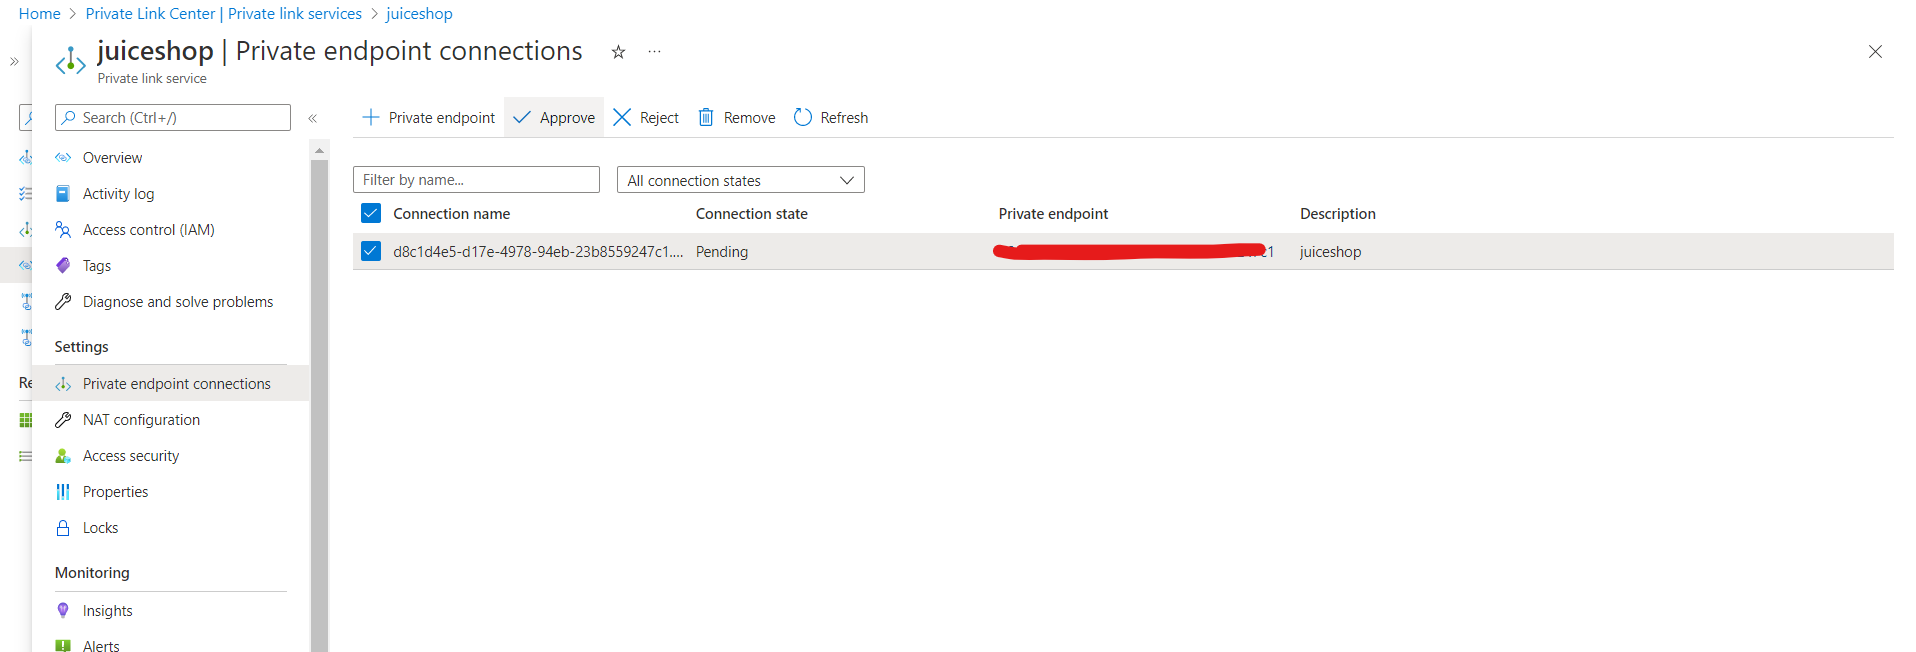 Home > Private Link Center | Private link services > juiceshop
juiceshop | Private endpoint connections
Private link service
Search (Ctrl+/)
+ Private endpoint Approve Reject Remove Refresh
Overview
Activity log
Access control (IAM)
Tags
Diagnose and solve problems
Settings
Private endpoint connections
NAT configuration
Access security
Properties
Locks
Monitoring
Insights
Alerts
Re
Filter by name...
All connection states
Connection name Connection state Private endpoint Description
d8c1d4e5-d17e-4978-94eb-23b8559247c1.... Pending juiceshop